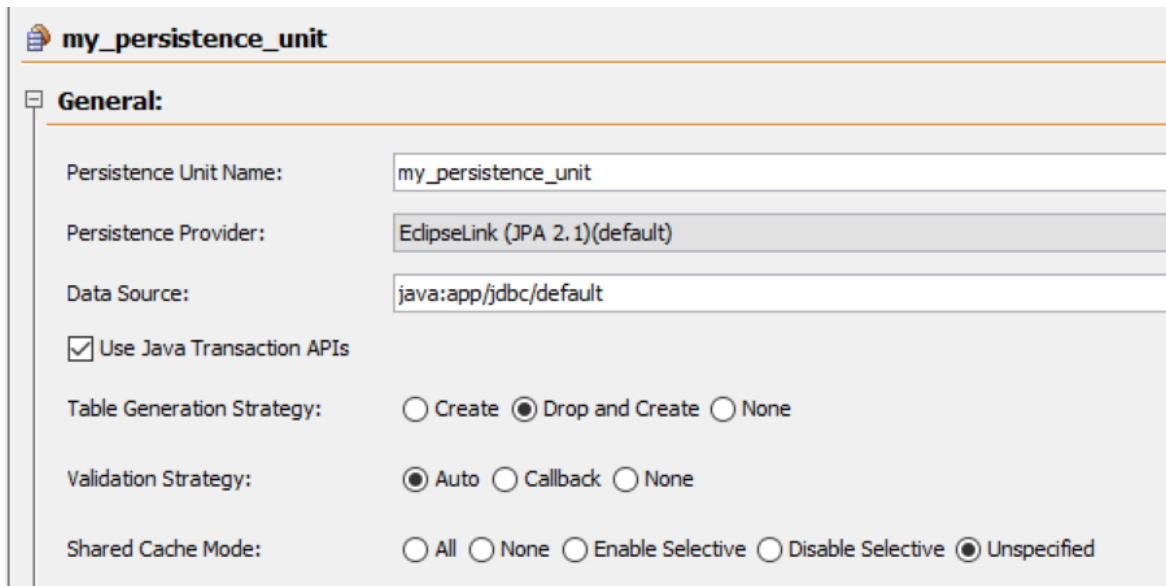 my_persistence_unit
General:
Persistence Unit Name: my_persistence_unit
Persistence Provider: EclipseLink (JPA 2.1)(default)
Data Source: java:app/jdbc/default
Use Java Transaction APIs
Table Generation Strategy: Create Drop and Create None
Validation Strategy: Auto Callback None
Shared Cache Mode: All None Enable Selective Disable Selective Unspecified